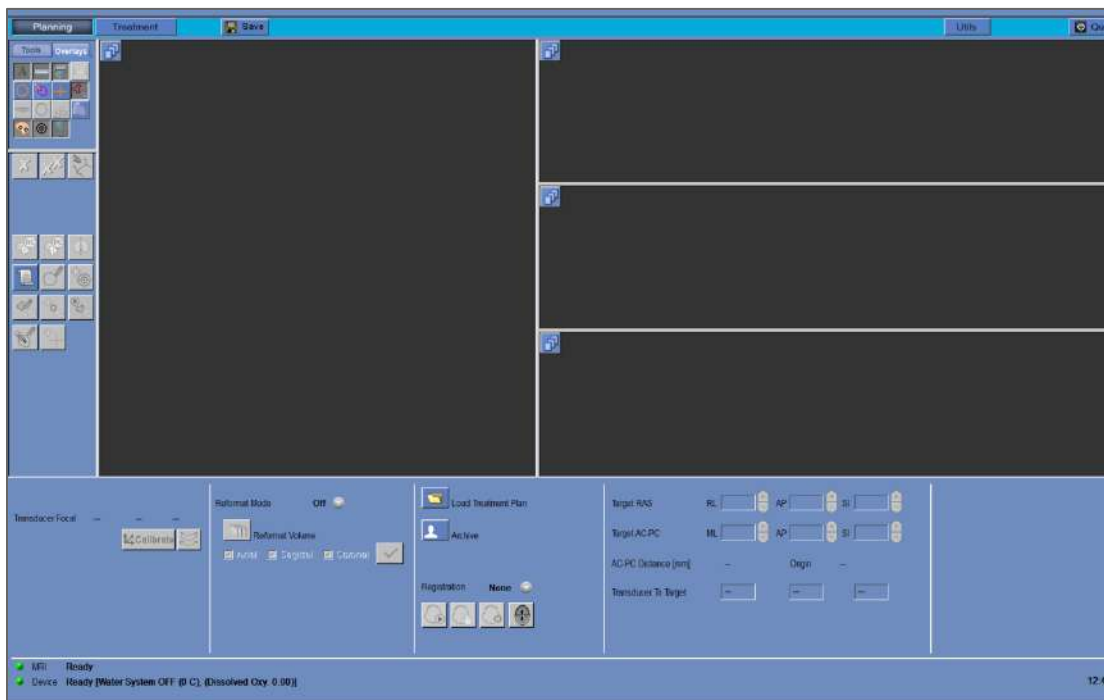 Planning Treatment Save Utils Qu
Tools Overlays
Reformat Mode Off
Load Treatment Plan
Target RAS RL AP SI
Transducer Focal -- -- --
Calibrate
Reformat Volume
Axial Sagittal Coronal
Archive
Target AC-PC ML AP SI
AC-PC Distance [mm] -- Origin --
Registration None
Transducer To Target -- -- --
MRI Ready
Device Ready [Water System OFF (0 C), (Dissolved Oxy: 0.00)]